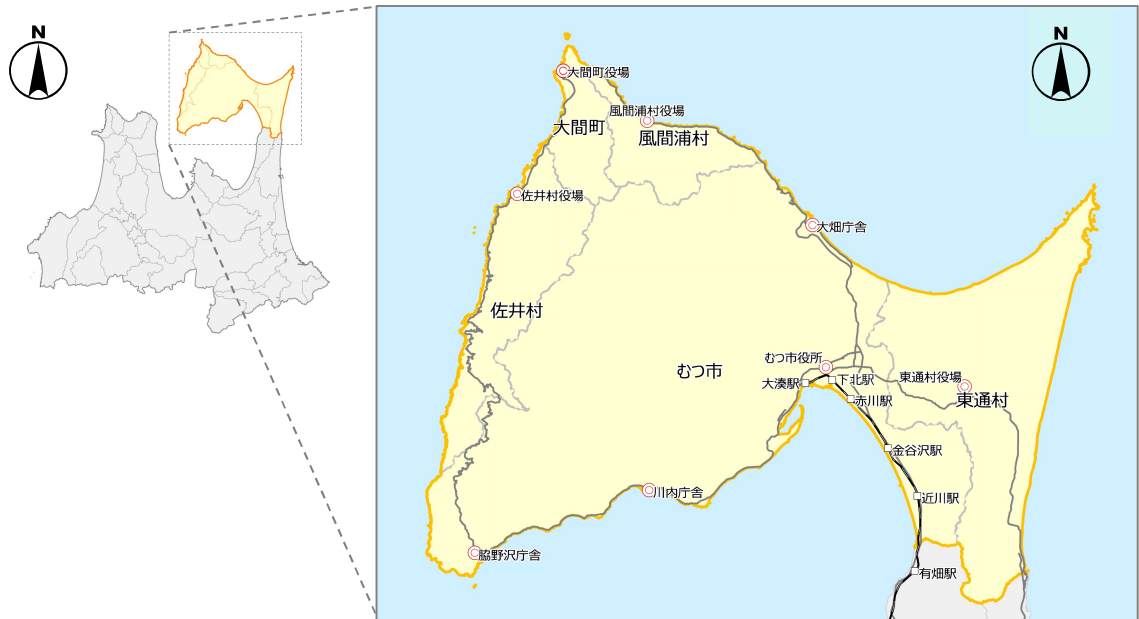 N
N
大間町役場
風間浦村役場
大間町
風間浦村
佐井村役場
大畑庁舎
佐井村
むつ市役所
むつ市
大湊駅
下北駅
東通村役場
東通村
赤川駅
金谷沢駅
川内庁舎
近川駅
脇野沢庁舎
有畑駅